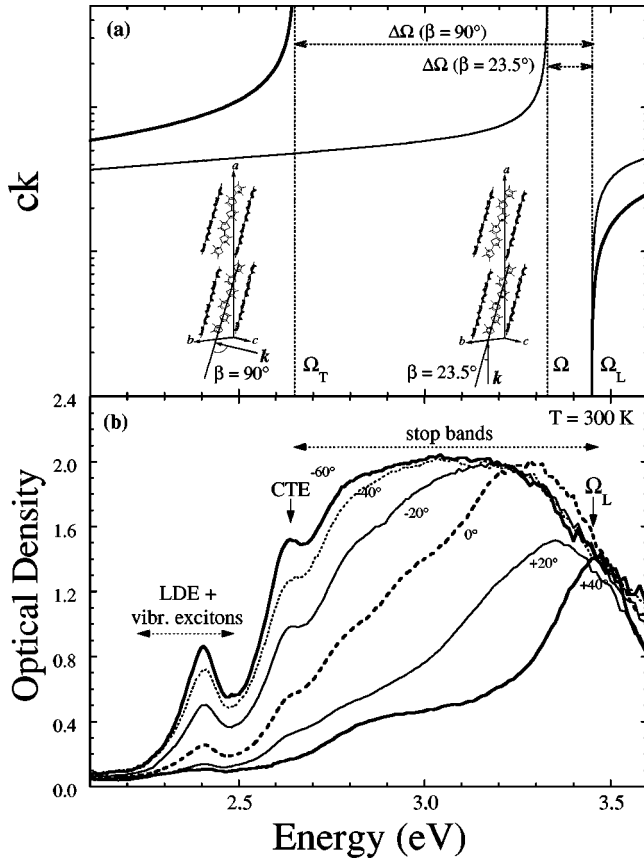 (a)
ΔΩ (β = 90°)
ΔΩ (β = 23.5°)
ck
a
a
b
c
k
β = 90°
Ω_T
b
c
k
β = 23.5°
Ω
Ω_L
2.4
(b)
T = 300 K
stop bands
2.0
-60°
-40°
CTE
-20°
Ω_L
1.6
0°
+20°
+40°
1.2
LDE +
vibr. excitons
0.8
0.4
0.0
Optical Density
2.5
3.0
3.5
Energy (eV)